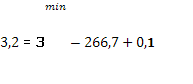 min
3,2 = 3 − 266,7 + 0,1